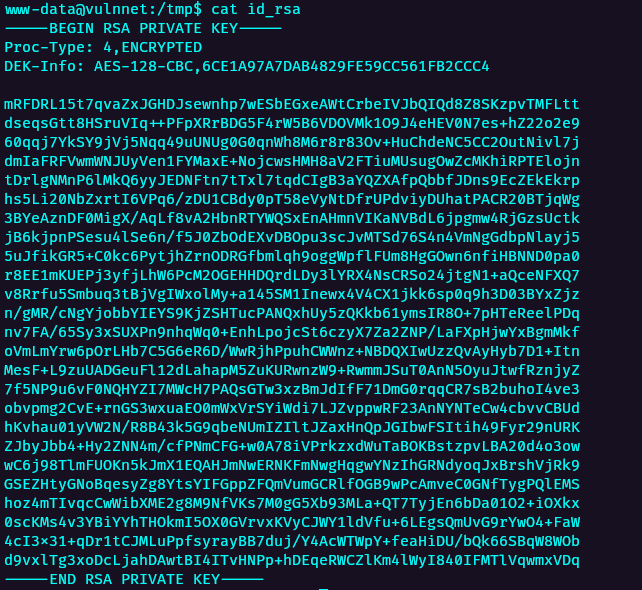 www-data@vulnnet:/tmp$ cat id_rsa
-----BEGIN RSA PRIVATE KEY-----
Proc-Type: 4,ENCRYPTED
DEK-Info: AES-128-CBC,6CE1A97A7DAB4829FE59CC561FB2CCC4

mRFDRL15t7qvaZxJGHDJsewnhp7wESbEGxeAWtCrbeIVJbQIQd8Z8SKzpvTMFLtt
dseqsGtt8HSruVIq++PFpXRrBDG5F4rW5B6VDOVMk1O9J4eHEV0N7es+hZ22o2e9
60qqj7YkSY9jVj5Nqq49uUNUg0G0qnWh8M6r8r83Ov+HuChdeNC5CC2OutNivl7j
dmIaFRFVwmWNJUyVen1FYMaxE+NojcwsHMH8aV2FTiuMUsugOwZcMKhiRPTElojn
tDrlgNMnP6lMkQ6yyJEDNFtn7tTxl7tqdCIgB3aYQZXAfpQbbfJDns9EcZEkEkrp
hs5Li20NbZxrtI6VPq6/zDU1CBdy0pT58eVyNtDfrUPdviyDUhatPACR20BTjqWg
3BYeAznDF0MigX/AqLf8vA2HbnRTYWQSxEnAHmnVIKaNVBdL6jpgmw4RjGzsUctk
jB6kjpnPSesu4lSe6n/f5J0ZbOdEXvDBOpu3scJvMTSd76S4n4VmNgGdbpNlayj5
5uJfikGR5+C0kc6PytjhZrnODRGfbmlqh9oggWpflFUm8HgGOwn6nfiHBNND0pa0
r8EE1mKUEPj3yfjLhW6PcM2OGEHHDQrdLDy3lYRX4NsCRSo24jtgN1+aQceNFXQ7
v8Rrfu5Smbuq3tBjVgIWxolMy+a145SM1Inewx4V4CX1jkk6sp0q9h3D03BYxZjz
n/gMR/cNgYjobbYIEYS9KjZSHTucPANQxhUy5zQKkb61ymsIR8O+7pHTeReelPDq
nv7FA/65Sy3xSUXPn9nhqWq0+EnhLpojcSt6czyX7Za2ZNP/LaFXpHjwYxBgmMkf
oVmLmYrw6pOrLHb7C5G6eR6D/WwRjhPpuhCWWnz+NBDQXIwUzzQvAyHyb7D1+Itn
MesF+L9zuUADGeuFl12dLahapM5ZuKURwnzW9+RwmmJSuT0AnN5OyuJtwfRznjyZ
7f5NP9u6vF0NQHYZI7MWcH7PAQsGTw3xzBmJdIfF71DmG0rqqCR7sB2buhoI4ve3
obvpmg2CvE+rnGS3wxuaEO0mWxVrSYiWdi7LJZvppwRF23AnNYNTeCw4cbvvCBUd
hKvhau01yVW2N/R8B43k5G9qbeNUmIZIltJZaxHnQpJGIbwFSItih49Fyr29nURK
ZJbyJbb4+Hy2ZNN4m/cfPNmCFG+w0A78iVPrkzxdWuTaBOKBstzpvLBA20d4o3ow
wC6j98TlmFUOKn5kJmX1EQAHJmNwERNKFmNwgHqgwYNzIhGRNdyoqJxBrshVjRk9
GSEZHtyGNoBqesyZg8YtsYIFGppZFQmVumGCRlfOGB9wPcAmveC0GNfTygPQlEMS
hoz4mTIvqcCwWibXME2g8M9NfVKs7M0gG5Xb93MLa+QT7TyjEn6bDa01O2+iOXkx
0scKMs4v3YBiYYhTHOkmI5OX0GVrvxKVyCJWY1ldVfu+6LEgsQmUvG9rYwO4+FaW
4cI3×31+qDr1tCJMLuPpfsyrayBB7duj/Y4AcWTWpY+feaHiDU/bQk66SBqW8WOb
d9vxlTg3xoDcLjahDAwtBI4ITvHNPp+hDEqeRWCZlKm4lWyI840IFMTlVqwmxVDq
-----END RSA PRIVATE KEY-----